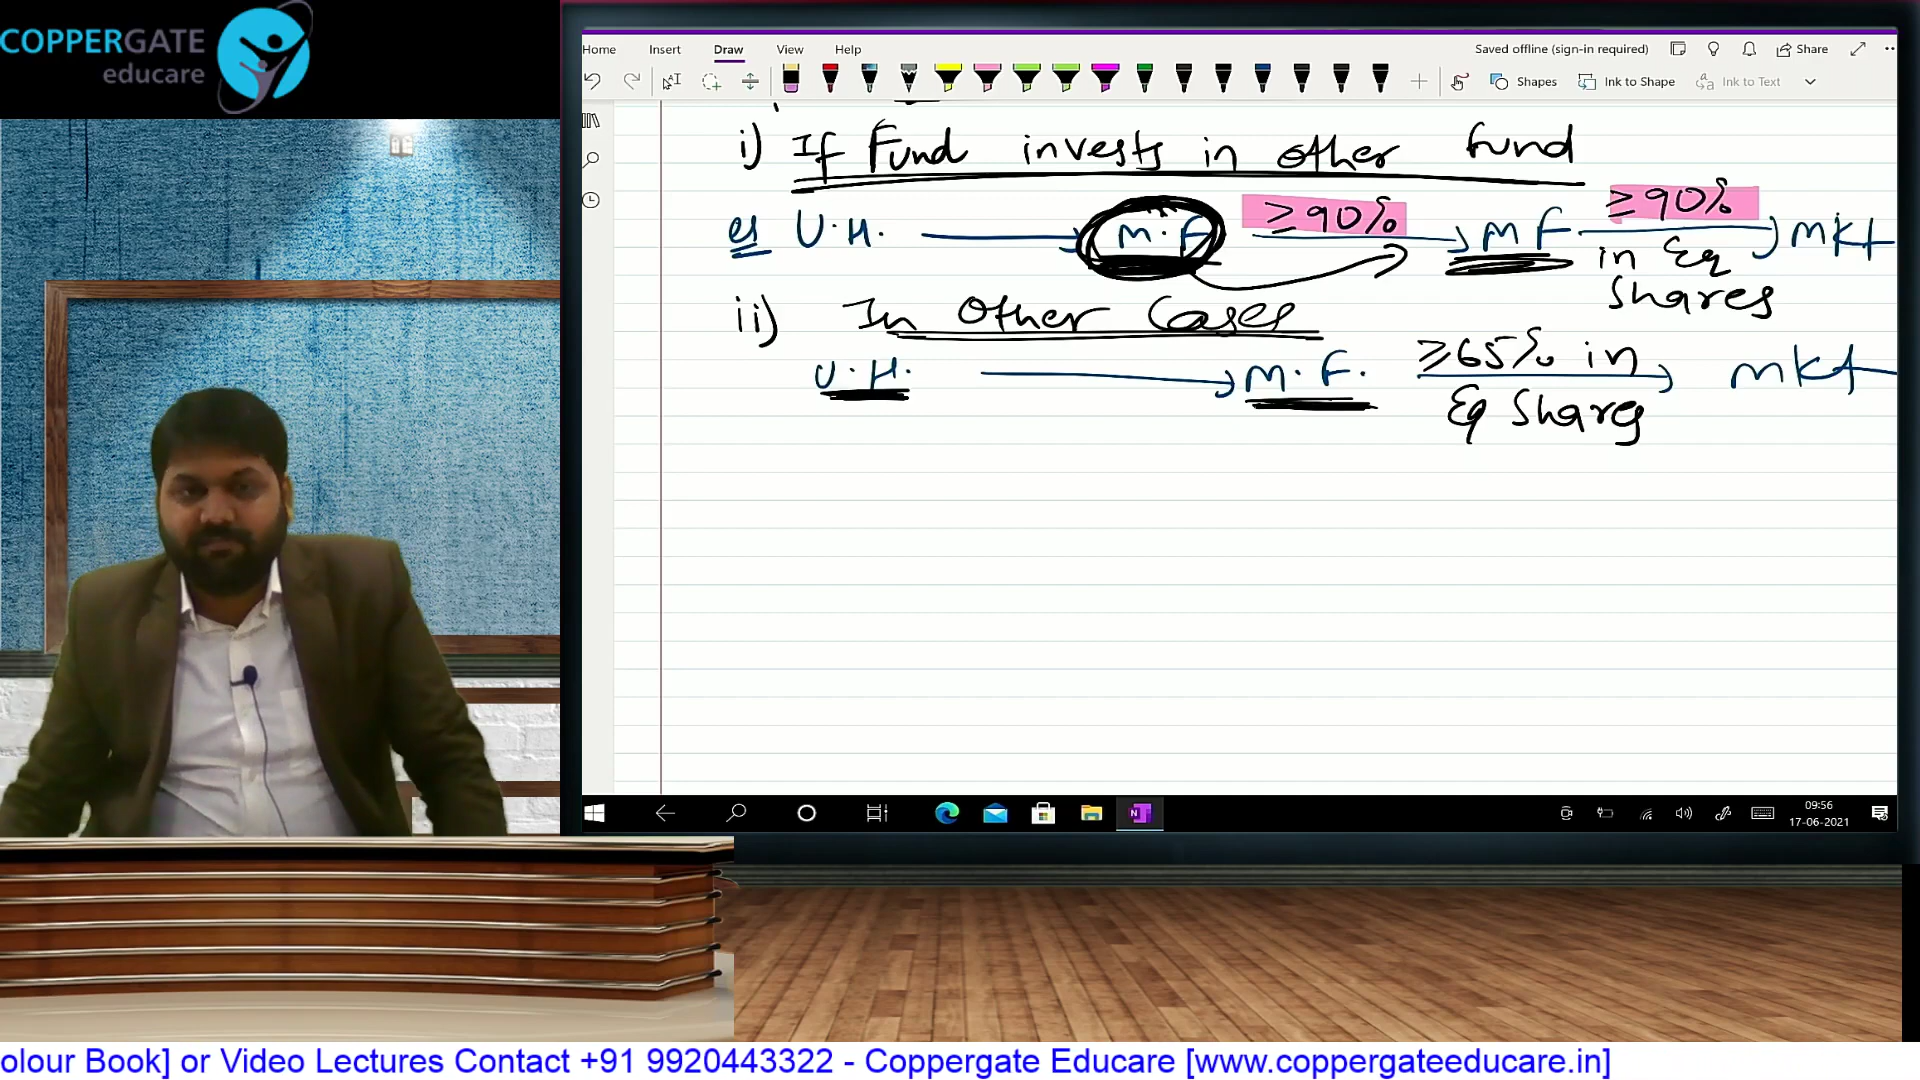 COPPERGATE
educare
Home Insert Draw View Help
Saved offline (sign-in required) Share
Shapes Ink to Shape Ink to Text
i) If Fund invests in other fund
eg U.H. M.F ≥90% MF ≥90% mkt
in Eq
Shares
ii) In Other Cases
U.H. M.F. ≥65% in mkt
Eq Shares
09:56
17-06-2021
olour Book] or Video Lectures Contact +91 9920443322 - Coppergate Educare [www.coppergateeducare.in]